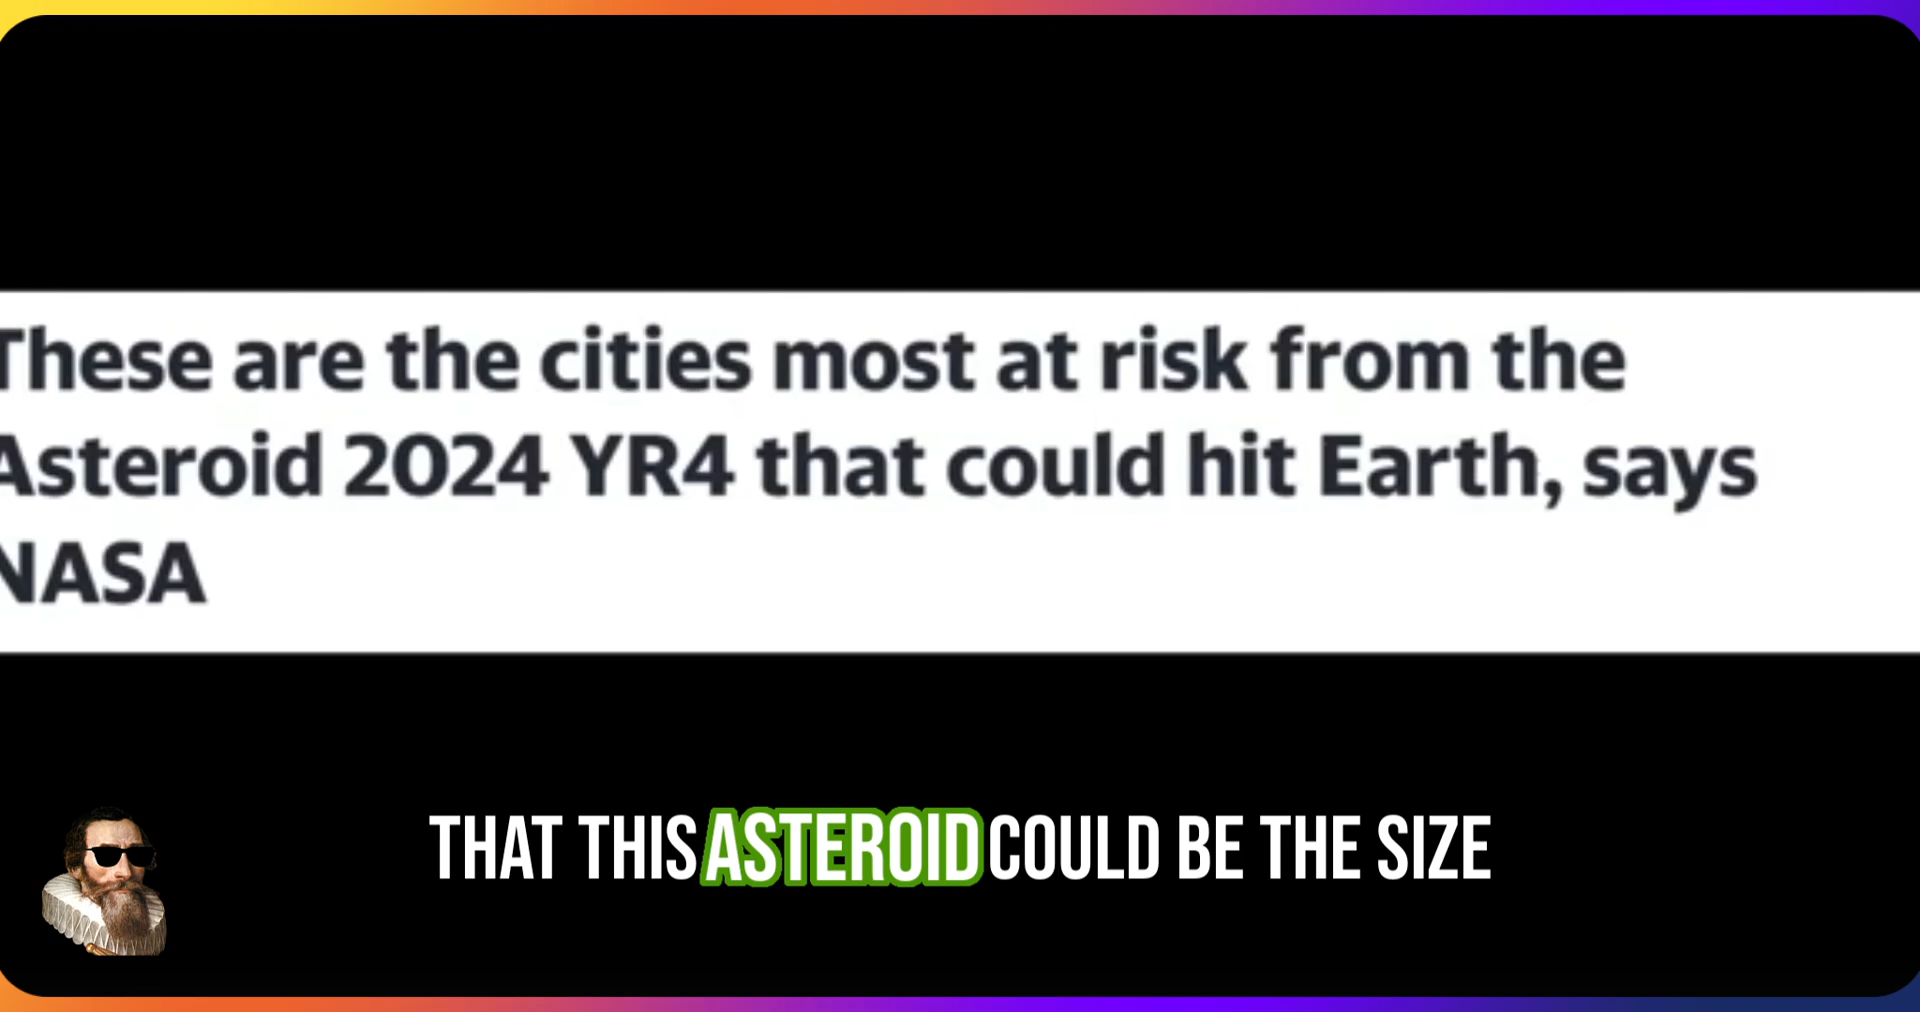 These are the cities most at risk from the
Asteroid 2024 YR4 that could hit Earth, says
NASA
THAT THIS ASTEROID COULD BE THE SIZE